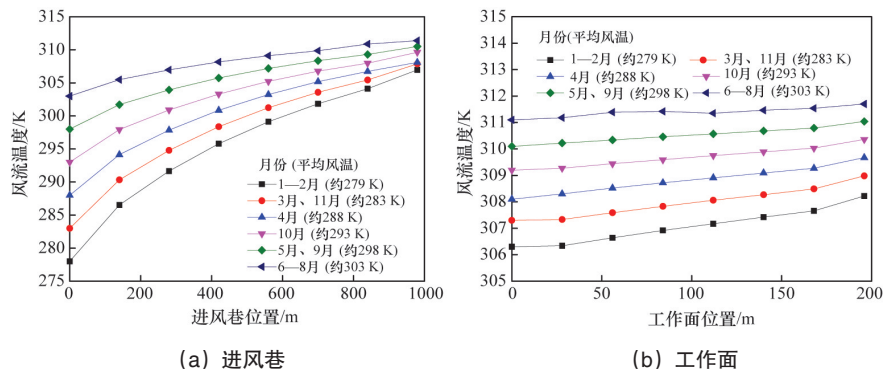 315
310
305
300
295
290
285
280
275
风流温度/K
月份 (平均风温)
1—2月 (约279 K)
3月、11月 (约283 K)
4月 (约288 K)
10月 (约293 K)
5月、9月 (约298 K)
6—8月 (约303 K)
0 200 400 600 800 1000
进风巷位置/m
(a) 进风巷
315
314
313
312
311
310
309
308
307
306
305
风流温度/K
月份(平均风温)
1—2月 (约279 K) 3月、11月 (约283 K)
4月 (约288 K) 10月 (约293 K)
5月、9月 (约298 K) 6—8月 (约303 K)
0 50 100 150 200
工作面位置/m
(b) 工作面